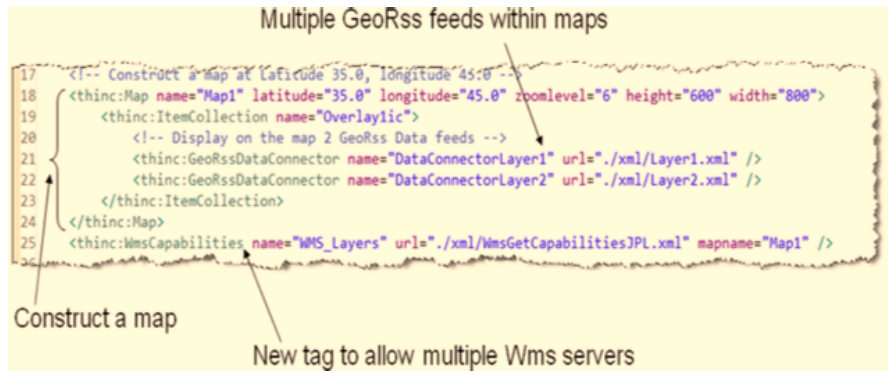 Multiple GeoRss feeds within maps
17 <!-- Construct a map at Latitude 35.0, longitude 45.0 -->
18 <thinc:Map name="Map1" latitude="35.0" longitude="45.0" zoomlevel="6" height="600" width="800">
19 <thinc:ItemCollection name="Overlay1ic">
20 <!-- Display on the map 2 GeoRss Data feeds -->
21 <thinc:GeoRssDataConnector name="DataConnectorLayer1" url="./xml/Layer1.xml" />
22 <thinc:GeoRssDataConnector name="DataConnectorLayer2" url="./xml/Layer2.xml" />
23 </thinc:ItemCollection>
24 </thinc:Map>
25 <thinc:WmsCapabilities name="WMS_Layers" url="./xml/WmsGetCapabilitiesJPL.xml" mapname="Map1" />
Construct a map
New tag to allow multiple Wms servers